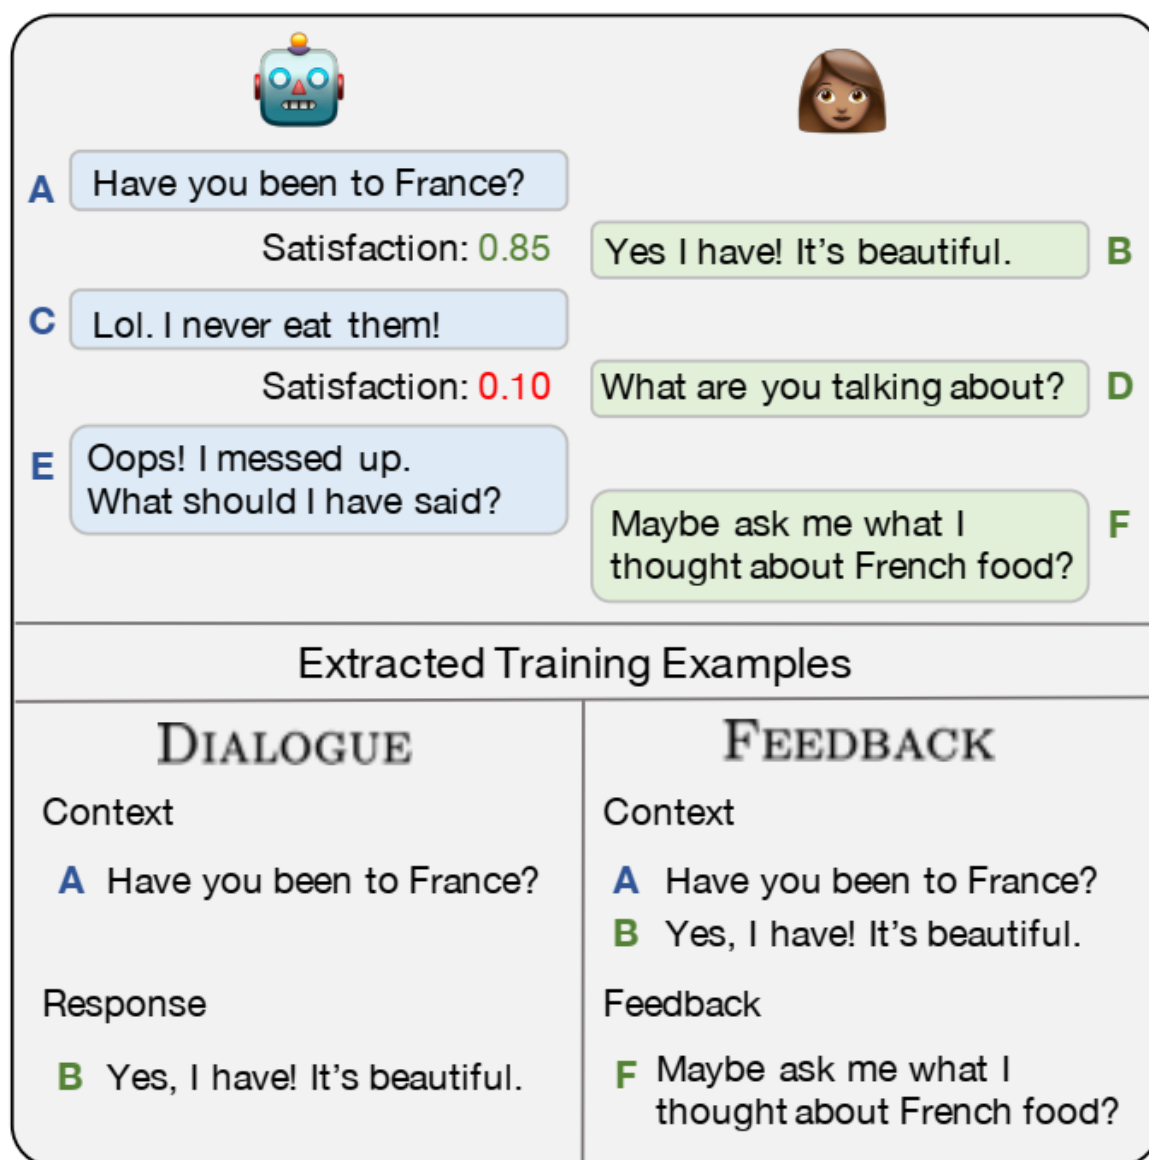 A Have you been to France?
Satisfaction: 0.85
Yes I have! It's beautiful. B
C Lol. I never eat them!
Satisfaction: 0.10
What are you talking about? D
E Oops! I messed up.
What should I have said?
Maybe ask me what I F
thought about French food?
Extracted Training Examples
DIALOGUE
Context
A Have you been to France?
Response
B Yes, I have! It's beautiful.
FEEDBACK
Context
A Have you been to France?
B Yes, I have! It's beautiful.
Feedback
F Maybe ask me what I
thought about French food?